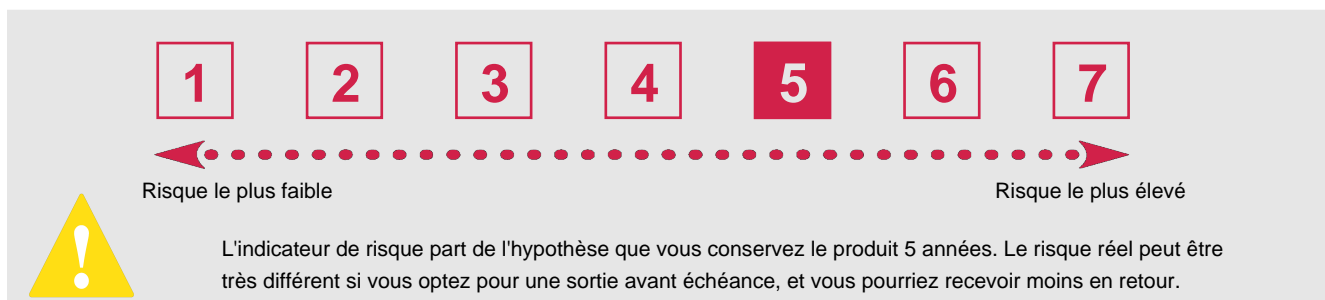 1 2 3 4 5 6 7
Risque le plus faible Risque le plus élevé
!
L'indicateur de risque part de l'hypothèse que vous conservez le produit 5 années. Le risque réel peut être
très différent si vous optez pour une sortie avant échéance, et vous pourriez recevoir moins en retour.